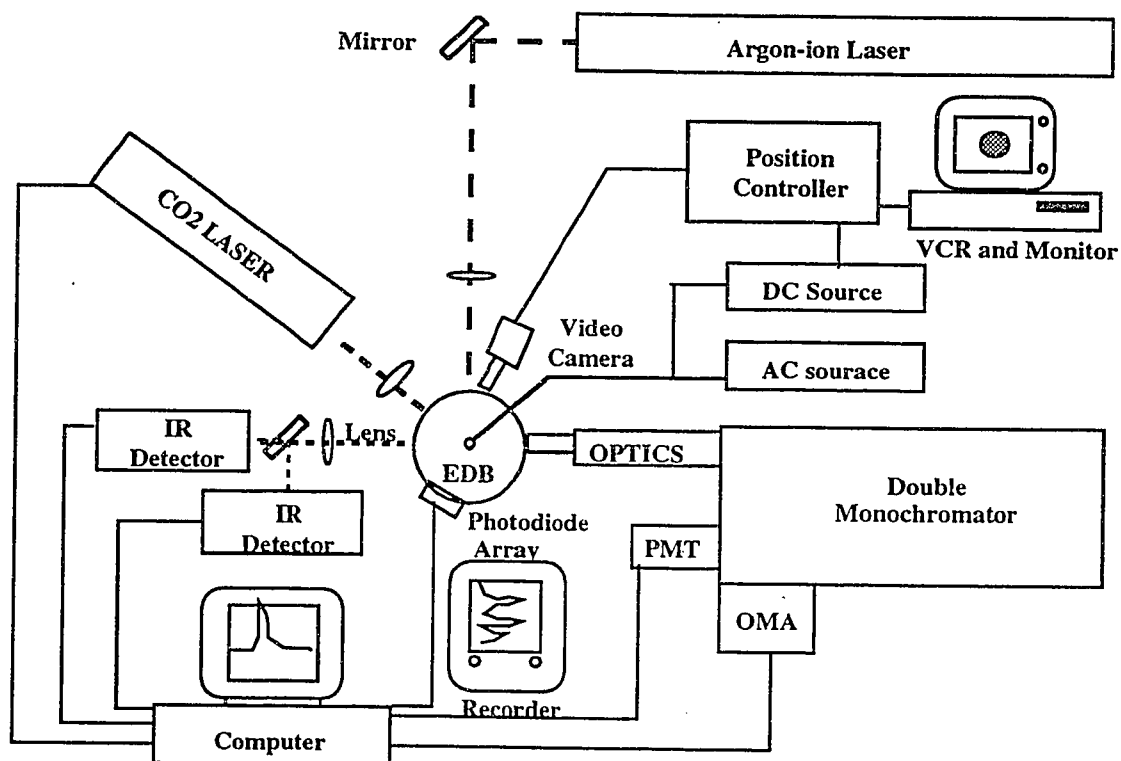 Mirror
Argon-ion Laser
Position
Controller
VCR and Monitor
CO2 LASER
DC Source
Video
Camera
AC sourace
IR
Detector
Lens
EDB
OPTICS
Double
Monochromator
IR
Detector
Photodiode
Array
PMT
OMA
Recorder
Computer